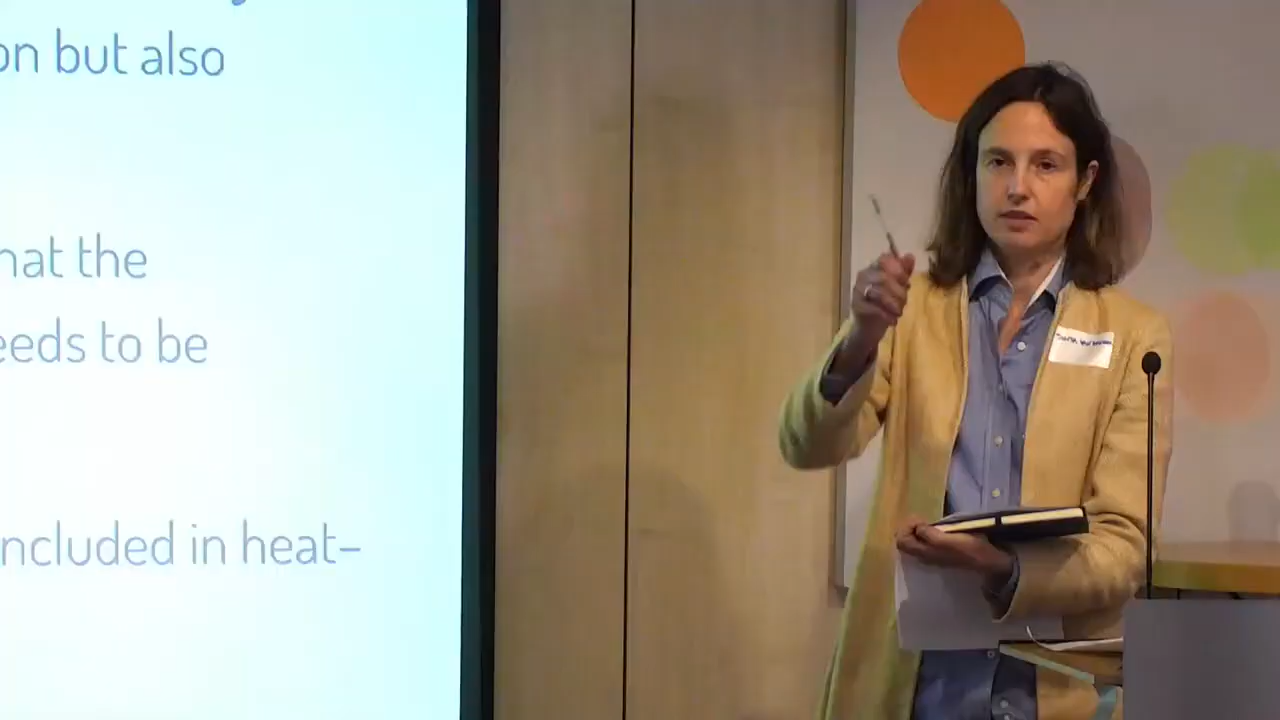 on but also
hat the
eeds to be
ncluded in heat–